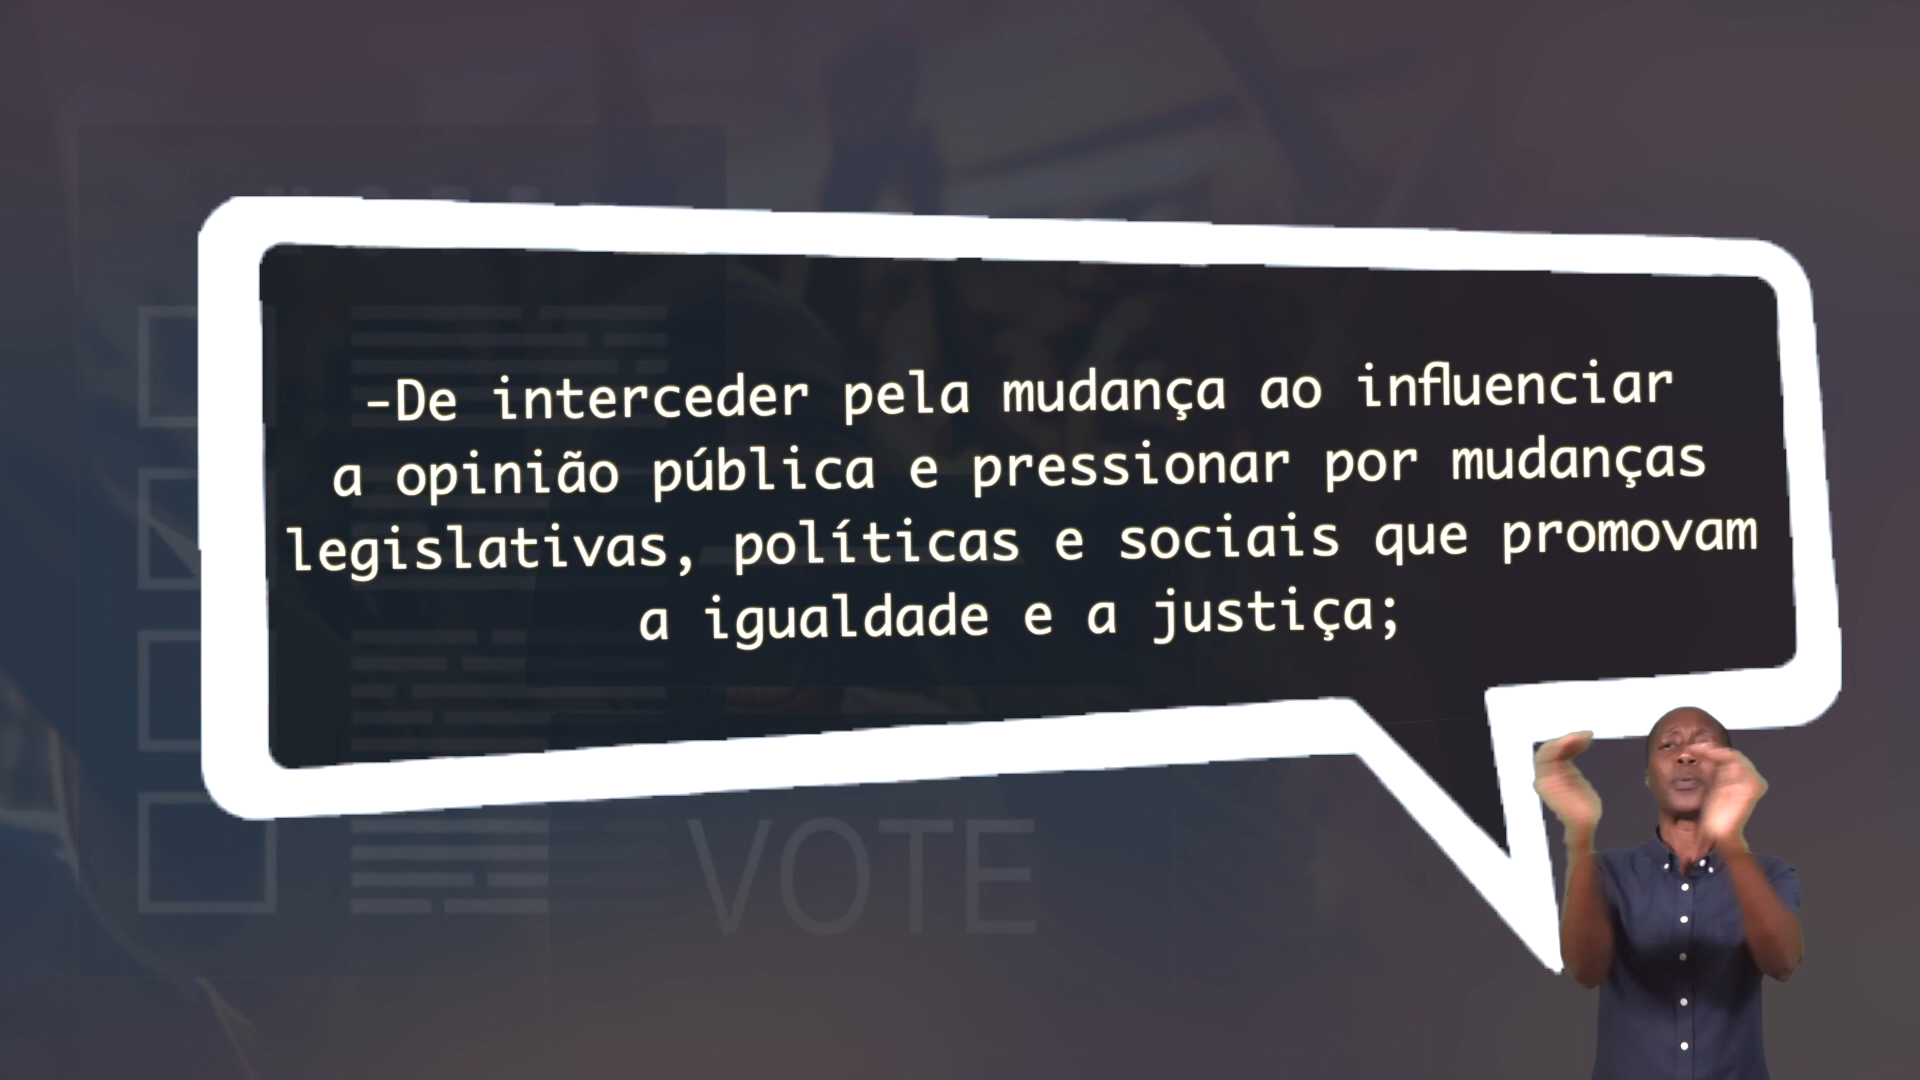 -De interceder pela mudança ao influenciar
a opinião pública e pressionar por mudanças
legislativas, políticas e sociais que promovam
a igualdade e a justiça;
VOTE